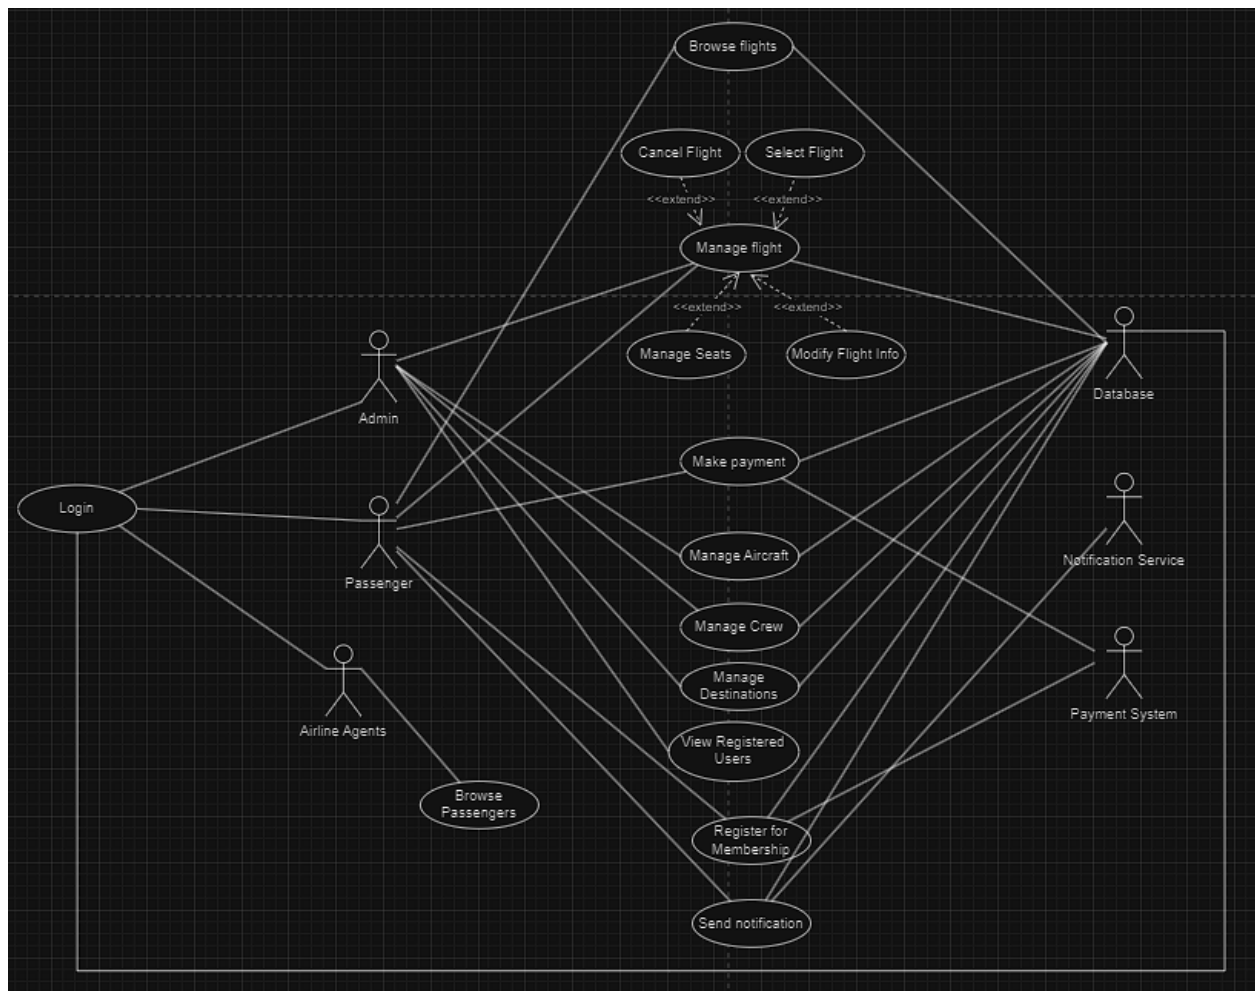 Browse flights
Cancel Flight
Select Flight
<<extend>>
<<extend>>
Manage flight
<<extend>>
<<extend>>
Manage Seats
Modify Flight Info
Admin
Database
Make payment
Login
Passenger
Manage Aircraft
Notification Service
Manage Crew
Manage
Destinations
Payment System
Airline Agents
View Registered
Users
Browse
Passengers
Register for
Membership
Send notification